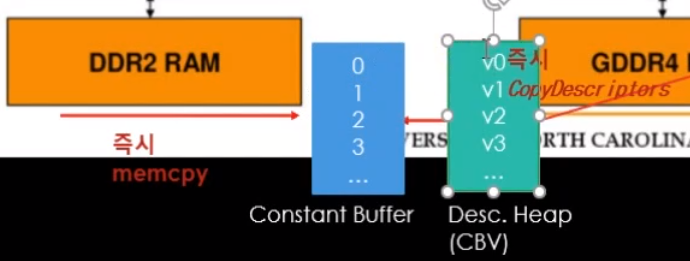 DDR2 RAM
0
1
2
3
...
v0
v1
v2
v3
...
즉시
CopyDescriptors
GDDR4
즉시
memcpy
VERS
RTH CAROLINA
Constant Buffer
Desc. Heap
(CBV)